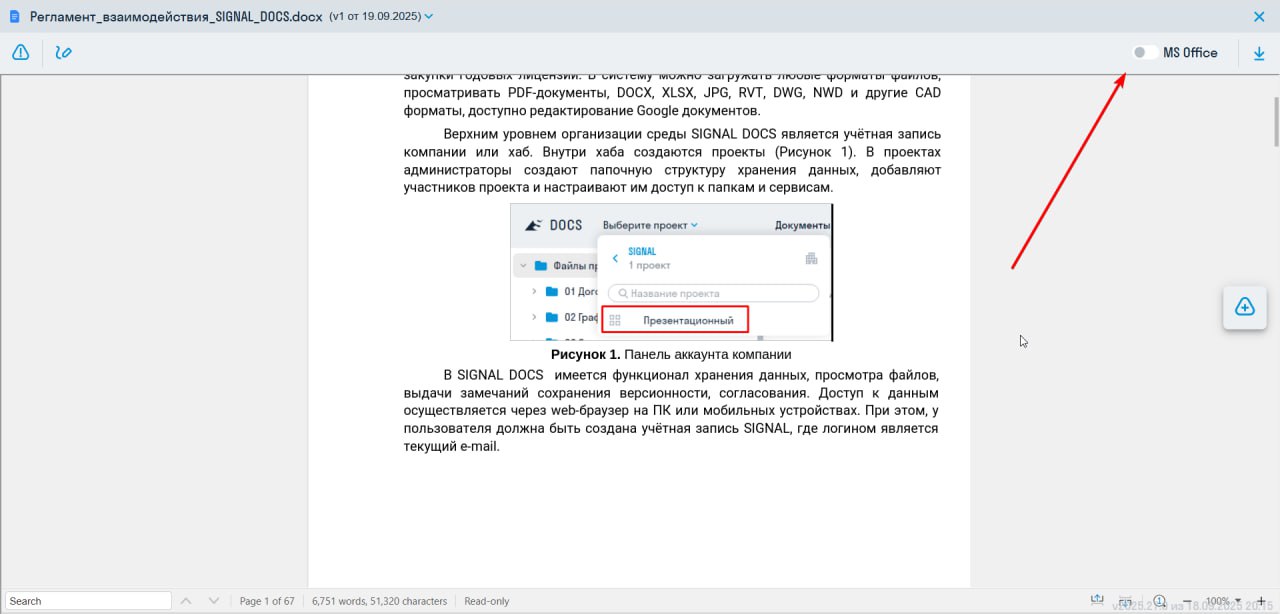 Регламент_взаимодействия_SIGNAL_DOCS.docx (v1 от 19.09.2025)
MS Office
закупки годовых лицензий. В систему можно загружать любые форматы файлов,
просматривать PDF-документы, DOCX, XLSX, JPG, RVT, DWG, NWD и другие CAD
форматы, доступно редактирование Google документов.
Верхним уровнем организации среды SIGNAL DOCS является учётная запись
компании или хаб. Внутри хаба создаются проекты (Рисунок 1). В проектах
администраторы создают папочную структуру хранения данных, добавляют
участников проекта и настраивают им доступ к папкам и сервисам.
DOCS Выберите проект Документы
SIGNAL
1 проект
Файлы пр
Название проекта
01 Дог
02 Граф
Презентационный
Рисунок 1. Панель аккаунта компании
В SIGNAL DOCS имеется функционал хранения данных, просмотра файлов,
выдачи замечаний сохранения версионности, согласования. Доступ к данным
осуществляется через web-браузер на ПК или мобильных устройствах. При этом, у
пользователя должна быть создана учётная запись SIGNAL, где логином является
текущий e-mail.
Search Page 1 of 67 6,751 words, 51,320 characters Read-only 100%
v2025.21.0 из 18.09.2025 20:15